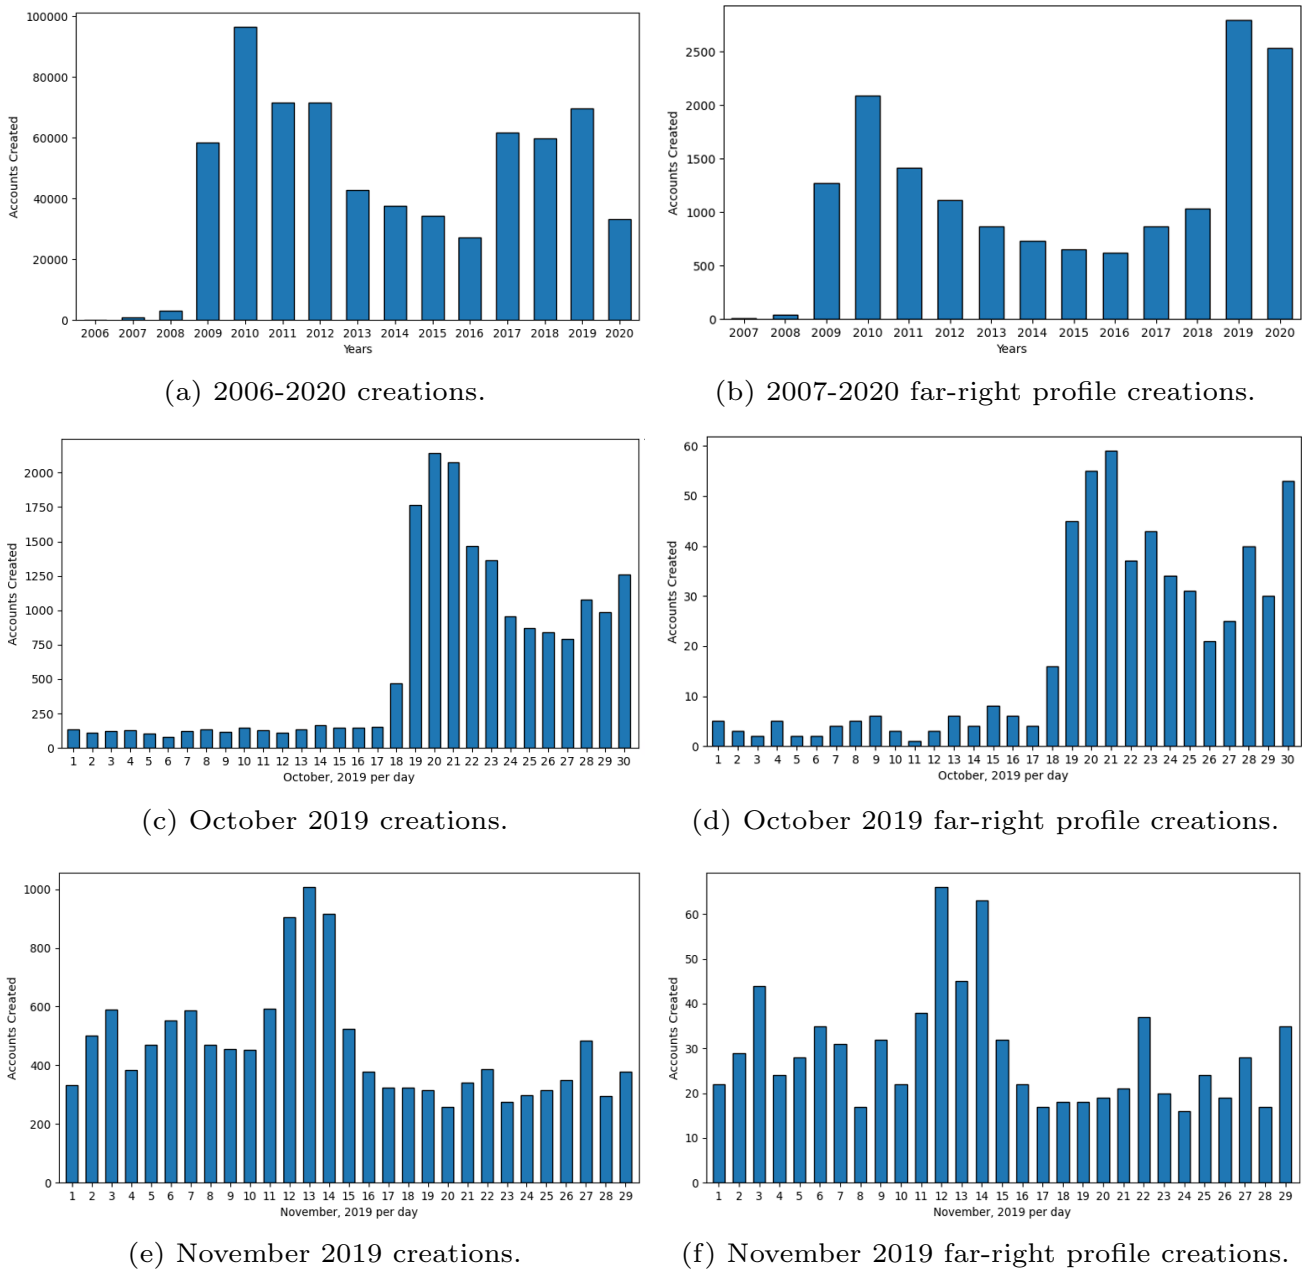 100000
80000
60000
40000
20000
0
Accounts Created
2006 2007 2008 2009 2010 2011 2012 2013 2014 2015 2016 2017 2018 2019 2020
Years
(a) 2006-2020 creations.
2500
2000
1500
1000
500
0
Accounts Created
2007 2008 2009 2010 2011 2012 2013 2014 2015 2016 2017 2018 2019 2020
Years
(b) 2007-2020 far-right profile creations.
2000
1750
1500
1250
1000
750
500
250
0
Accounts Created
1 2 3 4 5 6 7 8 9 10 11 12 13 14 15 16 17 18 19 20 21 22 23 24 25 26 27 28 29 30
October, 2019 per day
(c) October 2019 creations.
60
50
40
30
20
10
0
Accounts Created
1 2 3 4 5 6 7 8 9 10 11 12 13 14 15 16 17 18 19 20 21 22 23 24 25 26 27 28 29 30
October, 2019 per day
(d) October 2019 far-right profile creations.
1000
800
600
400
200
0
Accounts Created
1 2 3 4 5 6 7 8 9 10 11 12 13 14 15 16 17 18 19 20 21 22 23 24 25 26 27 28 29
November, 2019 per day
(e) November 2019 creations.
60
50
40
30
20
10
0
Accounts Created
1 2 3 4 5 6 7 8 9 10 11 12 13 14 15 16 17 18 19 20 21 22 23 24 25 26 27 28 29
November, 2019 per day
(f) November 2019 far-right profile creations.